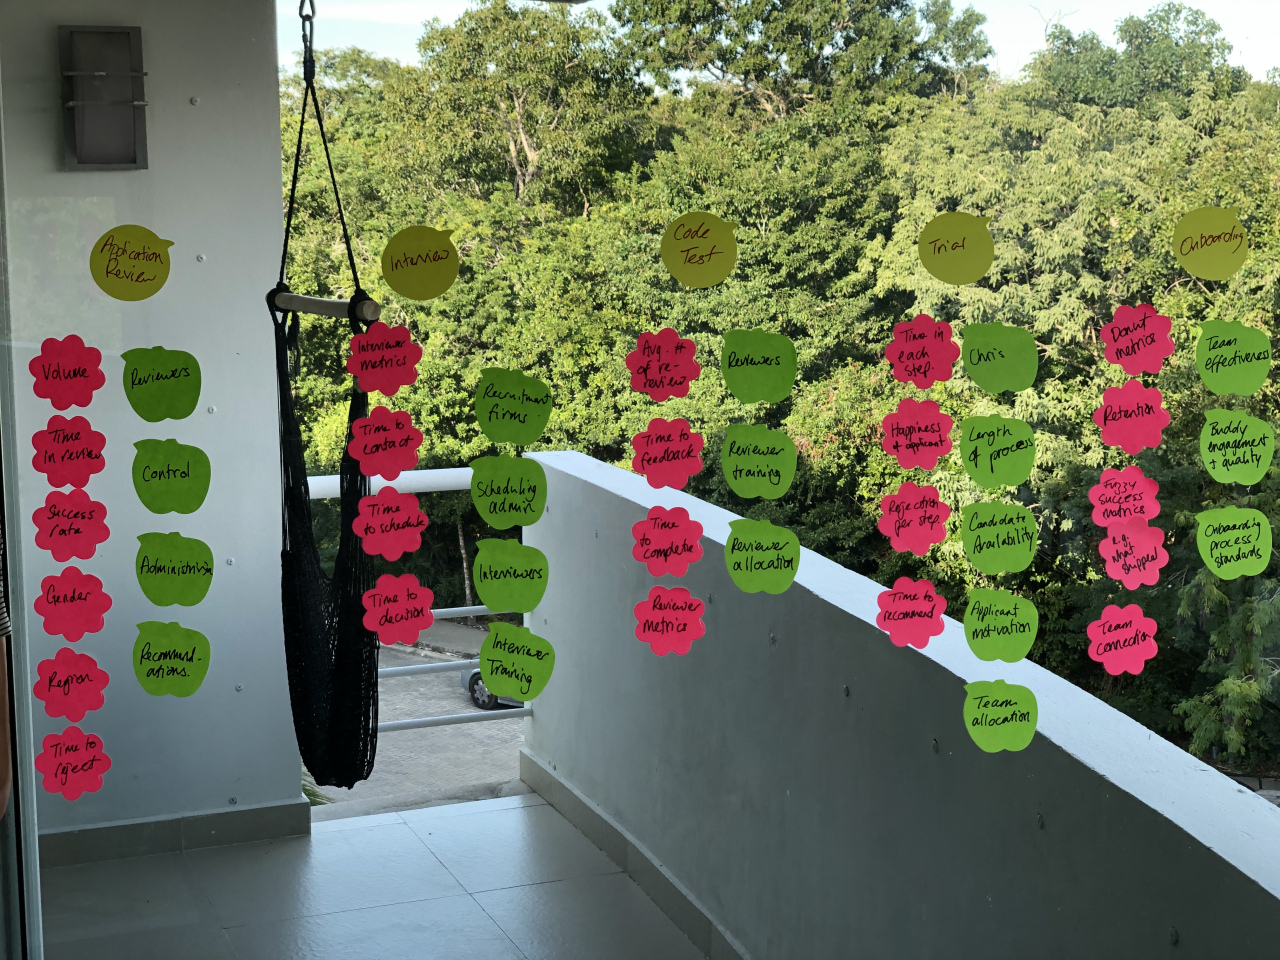 Application
Review
Volume
Time
in review
Success
rate
Gender
Region
Time to
reject
Reviewers
Control
Administration
Recommend-
ations.
Interview
Interviewer
metrics
Time to
contact
Time
to schedule
Time to
decision
Recruitment
firms.
Scheduling
admin
Interviewers
Interviewer
Training
Code
Test
Avg. #
of re-
review
Time to
feedback
Time
to
complete
Reviewer
Metrics
Reviewers
Reviewer
training
Reviewer
allocation
Trial
Time in
each
step.
Happiness
of applicant
Rejection
per step.
Time to
recommend
Chris
Length
of process
Candidate
Availability
Applicant
motivation
Team
allocation
Onboarding
Donut
metrics
Retention
Success
metrics
e.g.
what
shipped
Team
connection
Team
effectiveness
Buddy
engagement
+ quality
Onboarding
process
standards